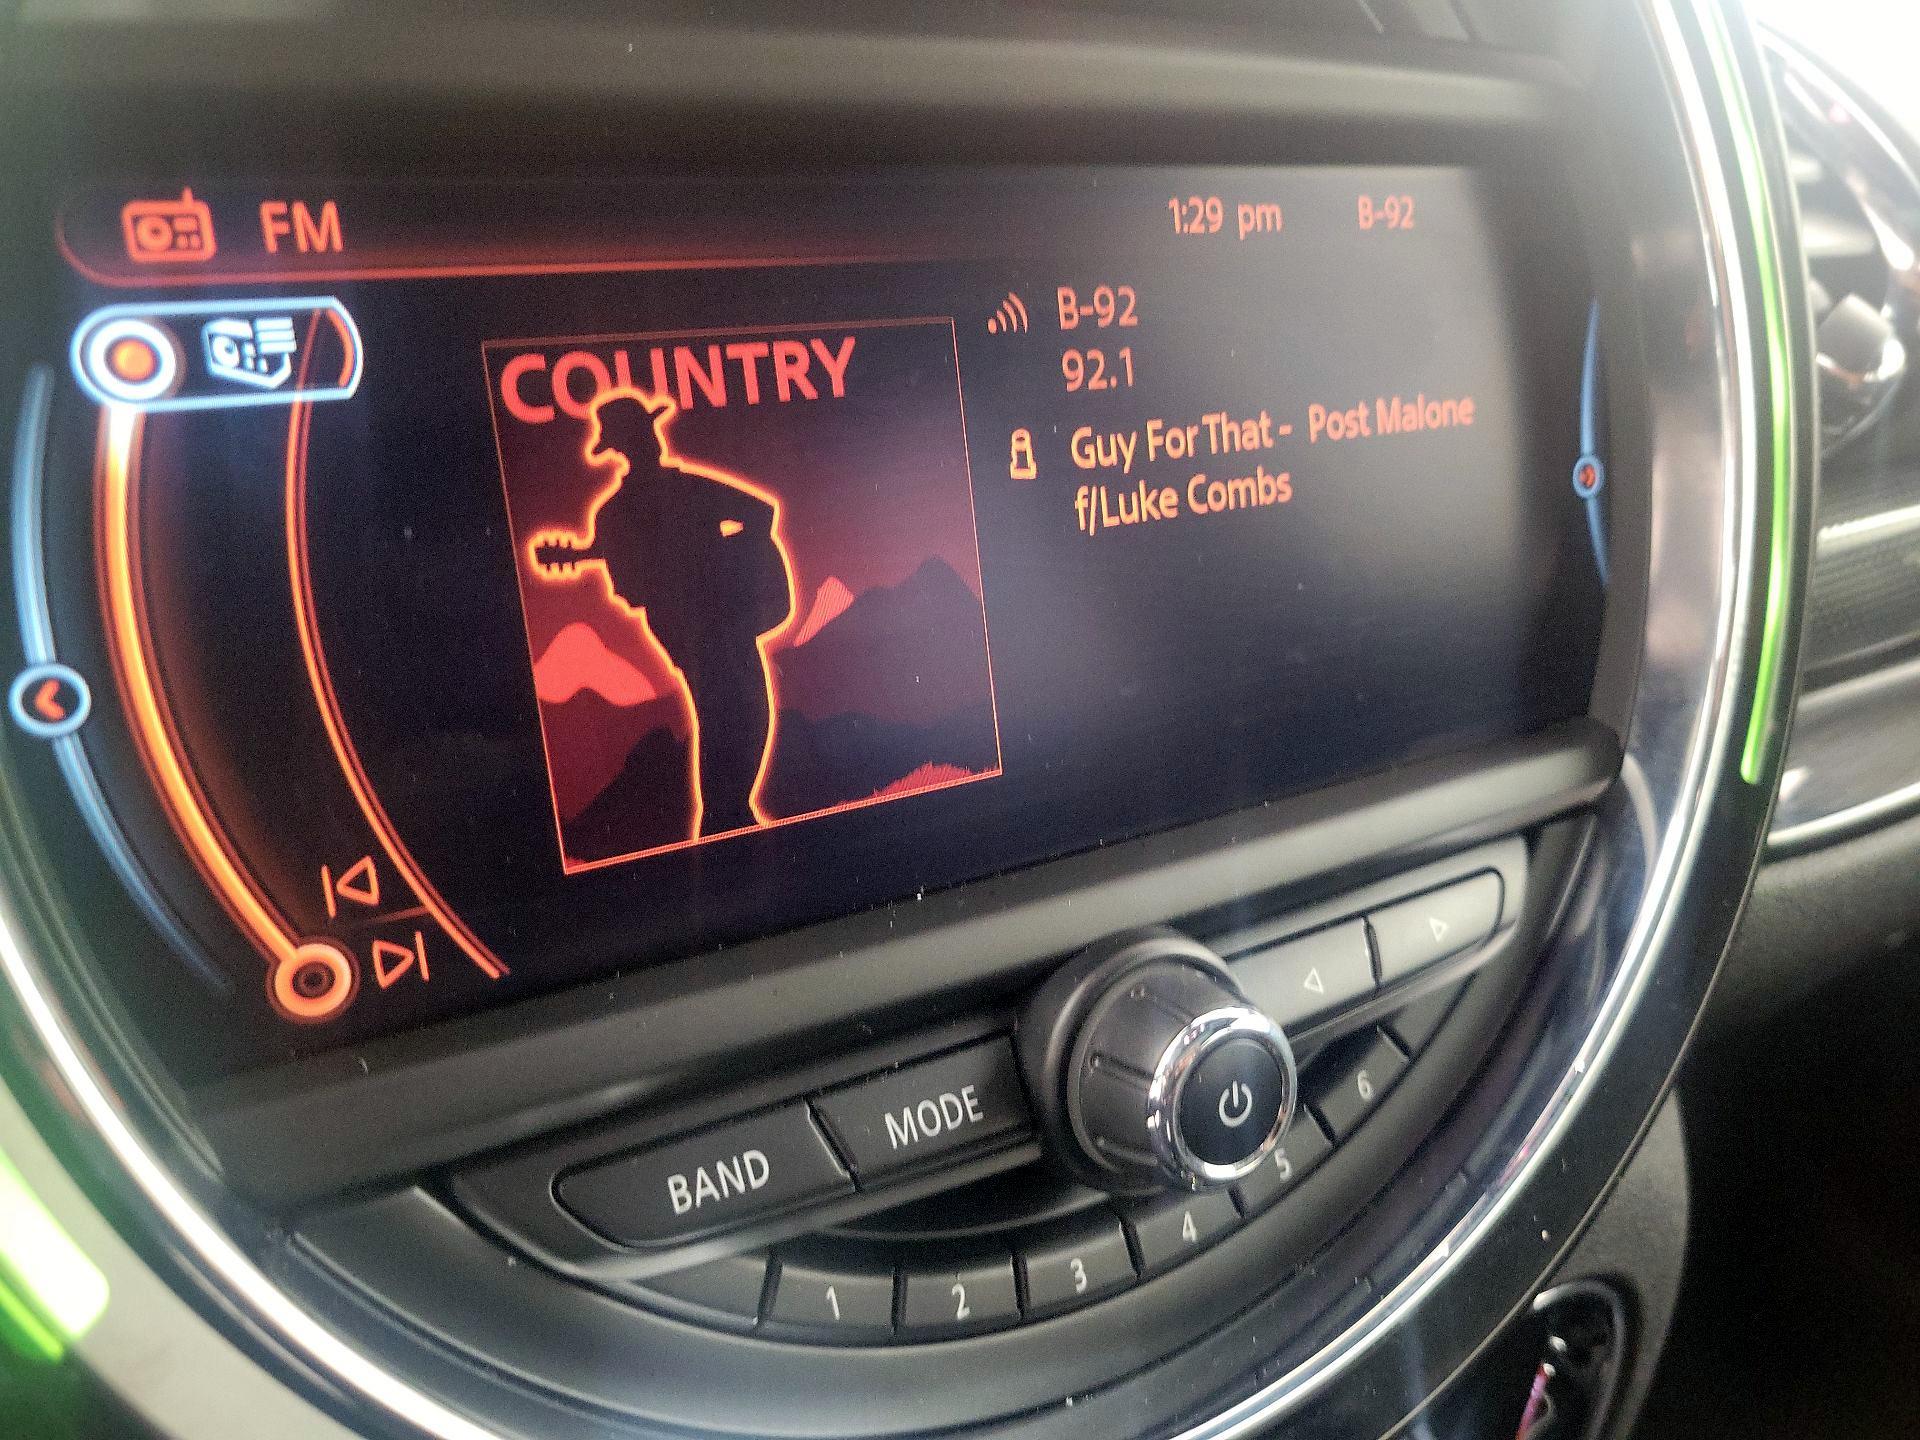 FM
1:29 pm
B-92
COUNTRY
B-92
92.1
Guy For That - Post Malone
f/Luke Combs
BAND
MODE
1
2
3
4
5
6